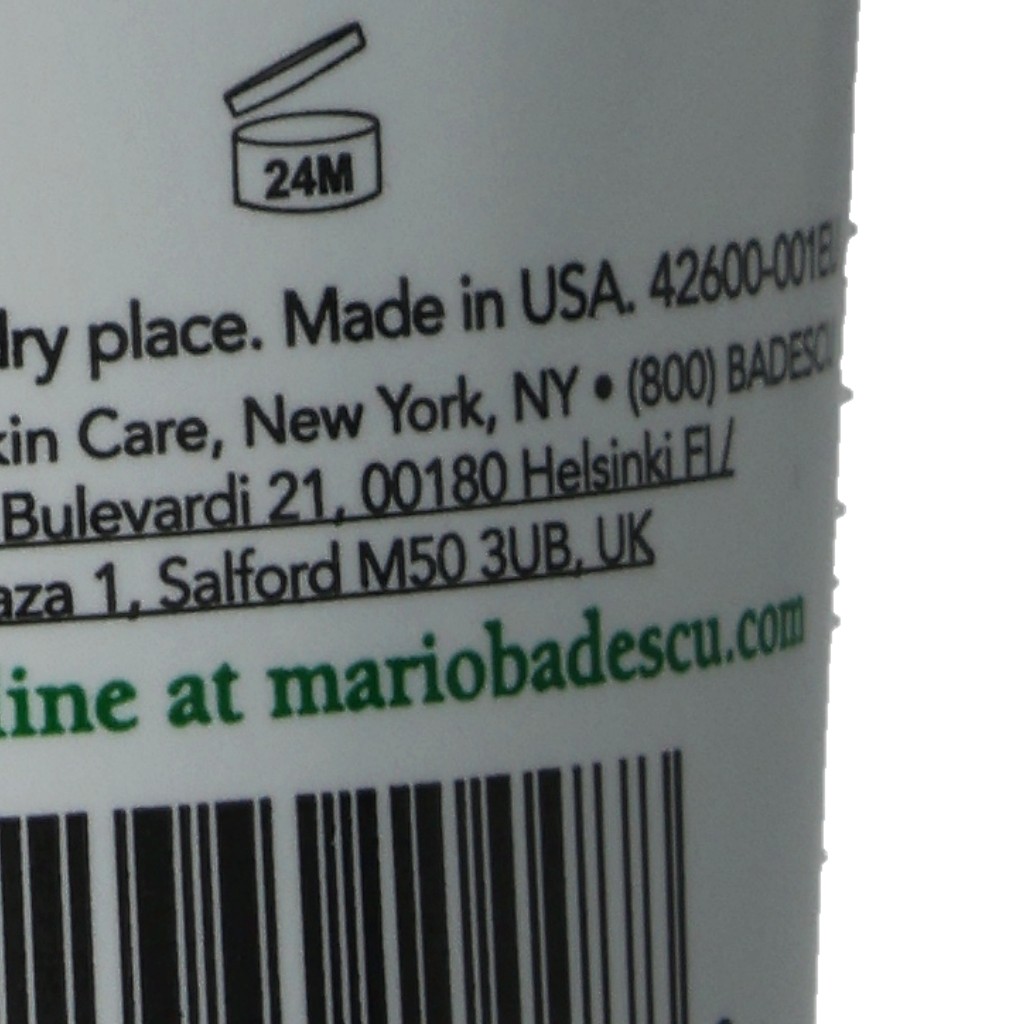 24M
dry place. Made in USA. 42600-001EU
kin Care, New York, NY • (800) BADESCU
Bulevardi 21, 00180 Helsinki FI/
aza 1, Salford M50 3UB, UK
line at mariobadescu.com